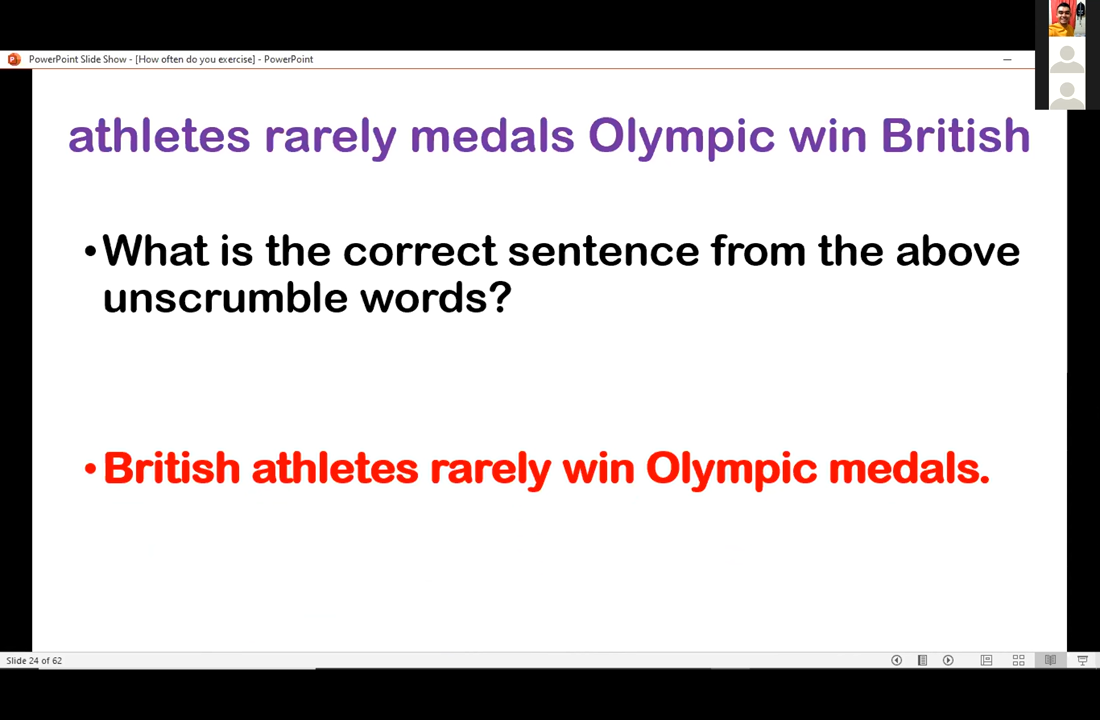 PowerPoint Slide Show - [How often do you exercise] - PowerPoint
athletes rarely medals Olympic win British
•What is the correct sentence from the above
unscrumble words?
•British athletes rarely win Olympic medals.
Slide 24 of 62